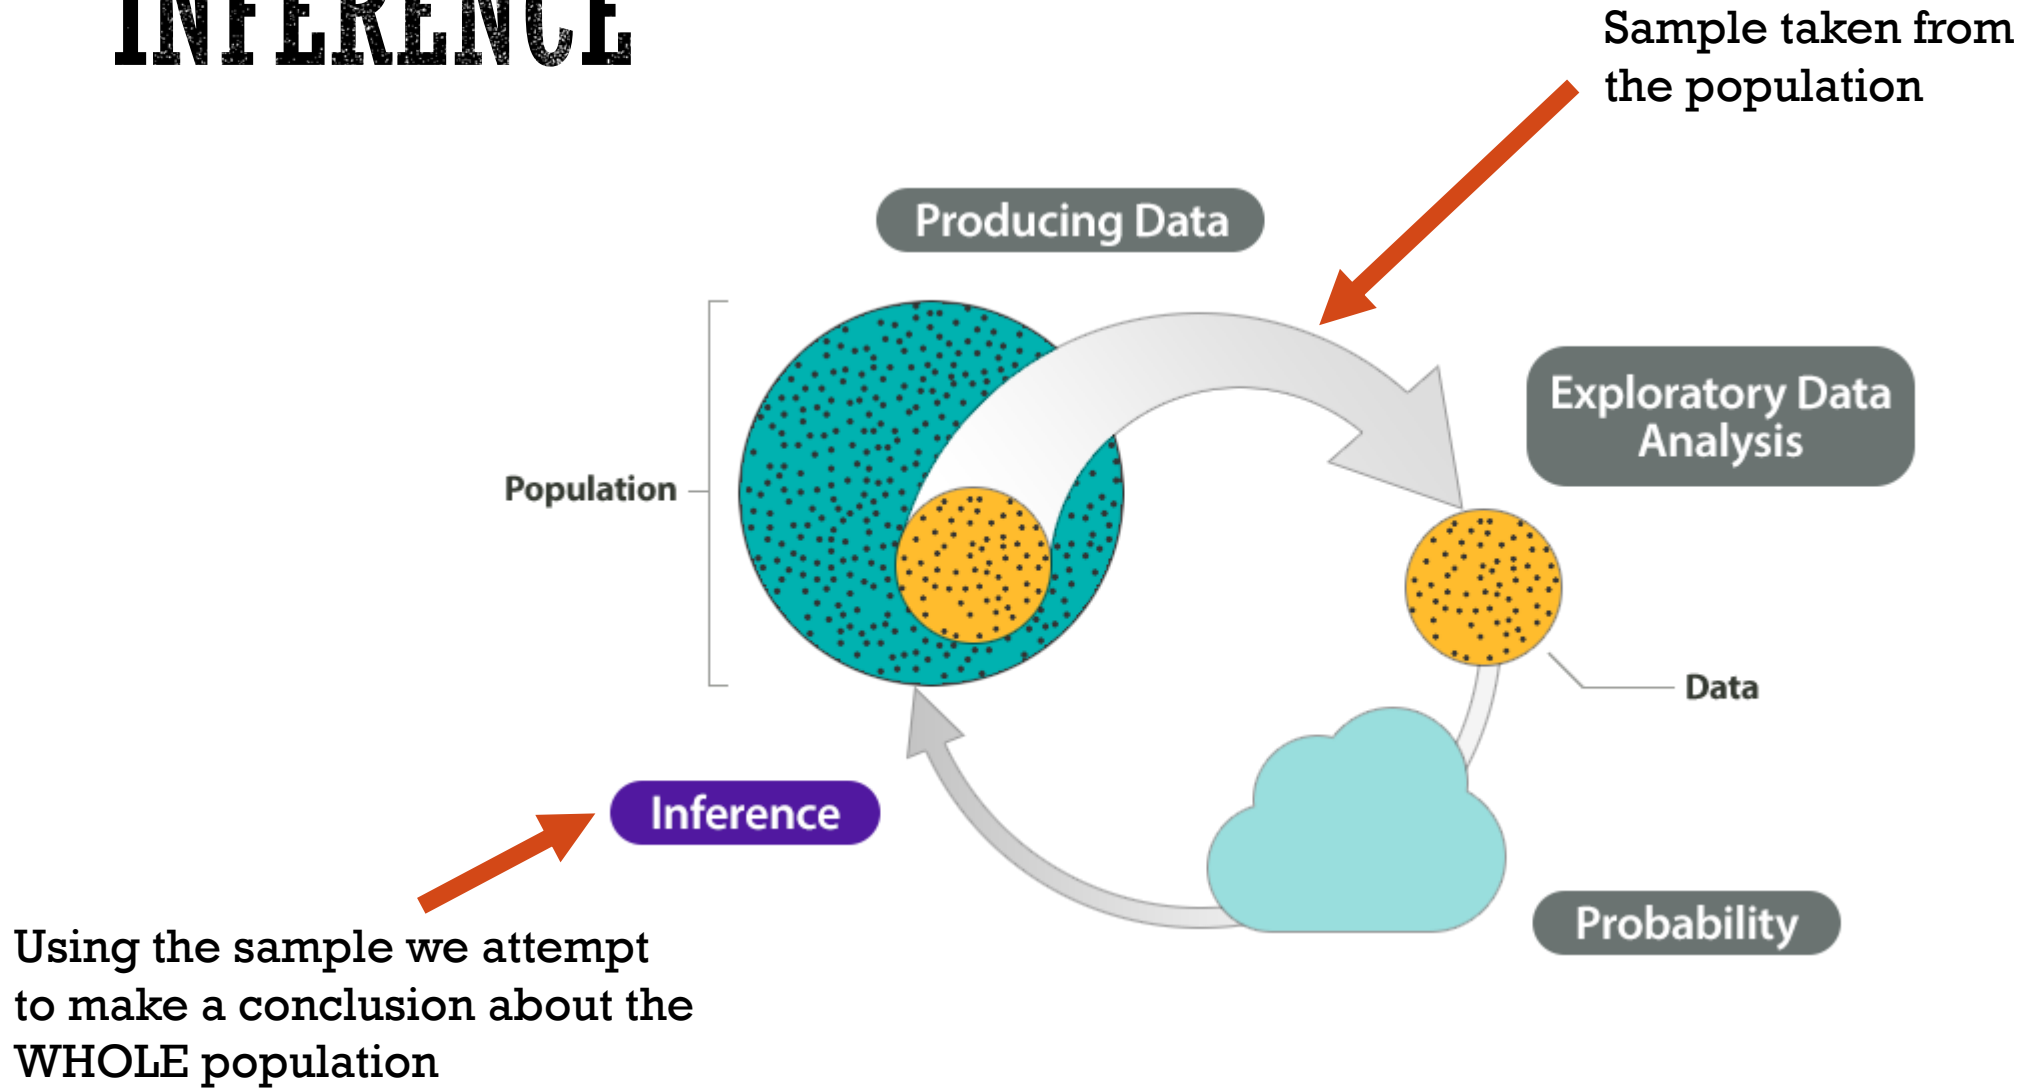 INFERENCE
Sample taken from
the population
Producing Data
Exploratory Data
Analysis
Population
Data
Inference
Probability
Using the sample we attempt
to make a conclusion about the
WHOLE population